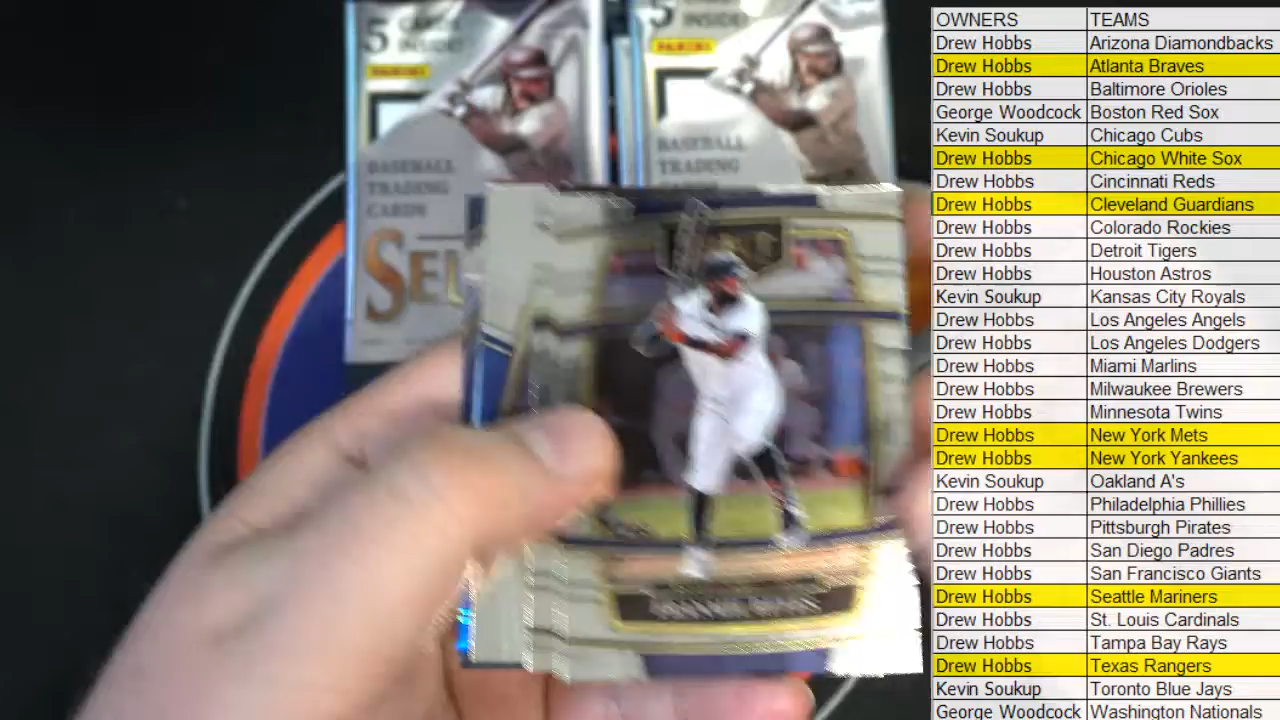 5 CARDS
INSIDE!
PANINI
BASEBALL
TRADING
CARDS
SEL
5
INSIDE!
PANINI
BASEBALL
TRADING
OWNERS TEAMS
Drew Hobbs Arizona Diamondbacks
Drew Hobbs Atlanta Braves
Drew Hobbs Baltimore Orioles
George Woodcock Boston Red Sox
Kevin Soukup Chicago Cubs
Drew Hobbs Chicago White Sox
Drew Hobbs Cincinnati Reds
Drew Hobbs Cleveland Guardians
Drew Hobbs Colorado Rockies
Drew Hobbs Detroit Tigers
Drew Hobbs Houston Astros
Kevin Soukup Kansas City Royals
Drew Hobbs Los Angeles Angels
Drew Hobbs Los Angeles Dodgers
Drew Hobbs Miami Marlins
Drew Hobbs Milwaukee Brewers
Drew Hobbs Minnesota Twins
Drew Hobbs New York Mets
Drew Hobbs New York Yankees
Kevin Soukup Oakland A's
Drew Hobbs Philadelphia Phillies
Drew Hobbs Pittsburgh Pirates
Drew Hobbs San Diego Padres
Drew Hobbs San Francisco Giants
Drew Hobbs Seattle Mariners
Drew Hobbs St. Louis Cardinals
Drew Hobbs Tampa Bay Rays
Drew Hobbs Texas Rangers
Kevin Soukup Toronto Blue Jays
George Woodcock Washington Nationals